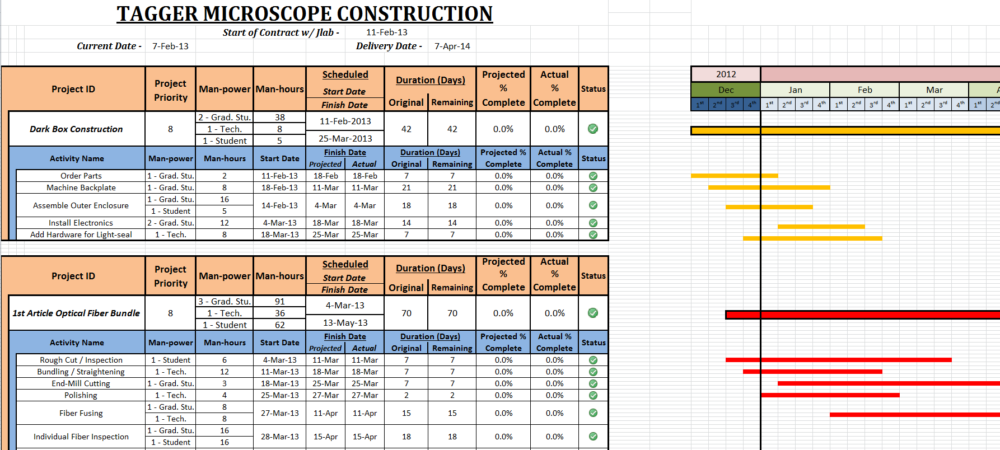 TAGGER MICROSCOPE CONSTRUCTION
Start of Contract w/ Jlab - 11-Feb-13
Current Date - 7-Feb-13 Delivery Date - 7-Apr-14
Project ID Project Priority Man-power Man-hours Scheduled Start Date Finish Date Duration (Days) Original Remaining Projected % Complete Actual % Complete Status
2012
Dec Jan Feb Mar A
1st 2nd 3rd 4th 1st 2nd 3rd 4th 1st 2nd 3rd 4th 1st 2nd 3rd 4th 1st 2nd
Dark Box Construction 8 2 - Grad. Stu. 38 11-Feb-2013 42 42 0.0% 0.0%
1 - Tech. 8
1 - Student 5 25-Mar-2013
Activity Name Man-power Man-hours Start Date Finish Date Projected Actual Duration (Days) Original Remaining Projected % Complete Actual % Complete Status
Order Parts 1 - Grad. Stu. 2 11-Feb-13 18-Feb 18-Feb 7 7 0.0% 0.0%
Machine Backplate 1 - Grad. Stu. 8 18-Feb-13 11-Mar 11-Mar 21 21 0.0% 0.0%
Assemble Outer Enclosure 1 - Grad. Stu. 16 14-Feb-13 4-Mar 4-Mar 18 18 0.0% 0.0%
1 - Student 5
Install Electronics 2 - Grad. Stu. 12 4-Mar-13 18-Mar 18-Mar 14 14 0.0% 0.0%
Add Hardware for Light-seal 1 - Tech. 8 18-Mar-13 25-Mar 25-Mar 7 7 0.0% 0.0%
Project ID Project Priority Man-power Man-hours Scheduled Start Date Finish Date Duration (Days) Original Remaining Projected % Complete Actual % Complete Status
1st Article Optical Fiber Bundle 8 3 - Grad. Stu. 91 4-Mar-13 70 70 0.0% 0.0%
1 - Tech. 36
1 - Student 62 13-May-13
Activity Name Man-power Man-hours Start Date Finish Date Projected Actual Duration (Days) Original Remaining Projected % Complete Actual % Complete Status
Rough Cut / Inspection 1 - Student 6 4-Mar-13 11-Mar 11-Mar 7 7 0.0% 0.0%
Bundling / Straightening 1 - Tech. 12 11-Mar-13 18-Mar 18-Mar 7 7 0.0% 0.0%
End-Mill Cutting 1 - Grad. Stu. 3 18-Mar-13 25-Mar 25-Mar 7 7 0.0% 0.0%
Polishing 1 - Tech. 4 25-Mar-13 27-Mar 27-Mar 2 2 0.0% 0.0%
Fiber Fusing 1 - Grad. Stu. 8 27-Mar-13 11-Apr 11-Apr 15 15 0.0% 0.0%
1 - Tech. 8
Individual Fiber Inspection 1 - Grad. Stu. 16 28-Mar-13 15-Apr 15-Apr 18 18 0.0% 0.0%
1 - Student 16